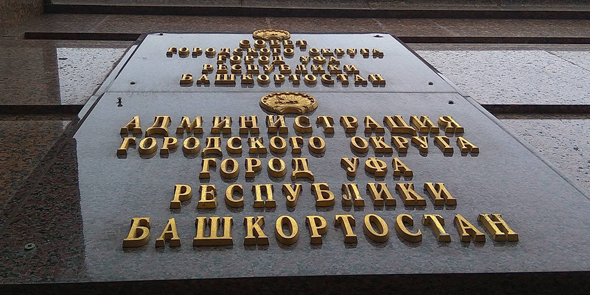 СОВЕТ
ГОРОДСКОГО ОКРУГА
ГОРОД УФА
РЕСПУБЛИКИ
БАШКОРТОСТАН
АДМИНИСТРАЦИЯ
ГОРОДСКОГО ОКРУГА
ГОРОД УФА
РЕСПУБЛИКИ
БАШКОРТОСТАН